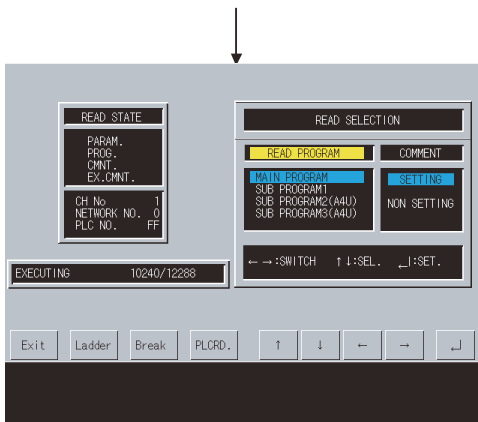 READ STATE
PARAM.
PROG.
CMNT.
EX.CMNT.
CH No 1
NETWORK NO. 0
PLC NO. FF
READ SELECTION
READ PROGRAM COMMENT
MAIN PROGRAM SETTING
SUB PROGRAM1
SUB PROGRAM2(A4U) NON SETTING
SUB PROGRAM3(A4U)
←→:SWITCH ↑↓:SEL. ↵:SET.
EXECUTING 10240/12288
Exit Ladder Break PLCRD. ↑ ↓ ← → ↵